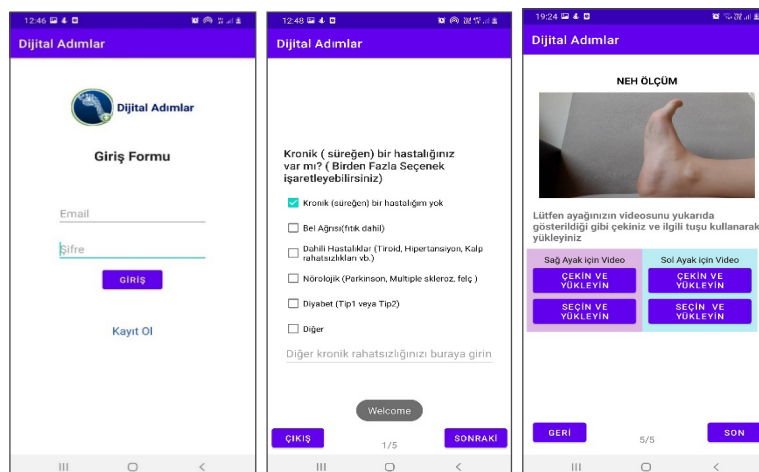 12:46
Dijital Adımlar
Dijital Adımlar
Giriş Formu
Email
Şifre
GİRİŞ
Kayıt Ol
12:48
Dijital Adımlar
Kronik ( süreğen) bir hastalığınız
var mı? ( Birden Fazla Seçenek
işaretleyebilirsiniz)
Kronik (süreğen) bir hastalığım yok
Bel Ağrısı(fıtık dahil)
Dahili Hastalıklar (Tiroid, Hipertansiyon, Kalp
rahatsızlıkları vb.)
Nörolojik (Parkinson, Multiple skleroz, felç )
Diyabet (Tip1 veya Tip2)
Diğer
Diğer kronik rahatsızlığınızı buraya girin
Welcome
ÇIKIŞ
1/5
SONRAKİ
19:24
Dijital Adımlar
NEH ÖLÇÜM
Lütfen ayağınızın videosunu yukarıda
gösterildiği gibi çekiniz ve ilgili tuşu kullanarak
yükleyiniz
Sağ Ayak için Video
ÇEKİN VE
YÜKLEYİN
SEÇİN VE
YÜKLEYİN
Sol Ayak için Video
ÇEKİN VE
YÜKLEYİN
SEÇİN VE
YÜKLEYİN
GERİ
5/5
SON